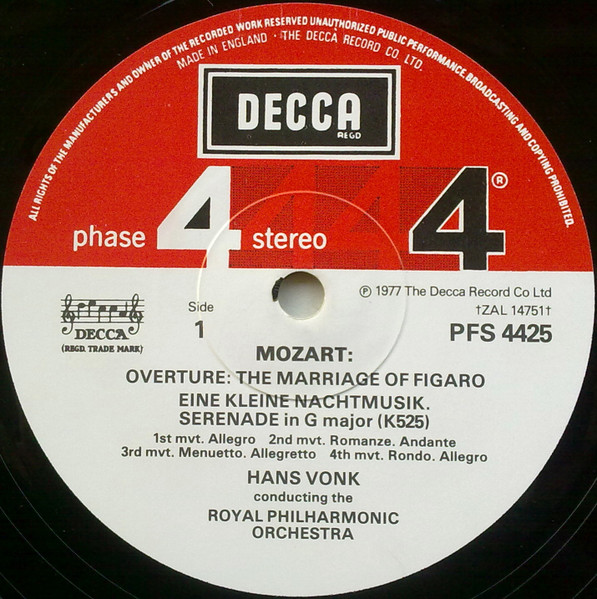 ALL RIGHTS OF THE MANUFACTURERS AND OWNER OF THE RECORDED WORK RESERVED UNAUTHORIZED PUBLIC PERFORMANCE, BROADCASTING AND COPYING PROHIBITED.
MADE IN ENGLAND · THE DECCA RECORD CO. LTD.
DECCA
REGD
phase 4 stereo 4 ®
℗ 1977 The Decca Record Co Ltd
†ZAL 14751†
PFS 4425
DECCA
(REGD. TRADE MARK)
Side
1
MOZART:
OVERTURE: THE MARRIAGE OF FIGARO
EINE KLEINE NACHTMUSIK.
SERENADE in G major (K525)
1st mvt. Allegro 2nd mvt. Romanze. Andante
3rd mvt. Menuetto. Allegretto 4th mvt. Rondo. Allegro
HANS VONK
conducting the
ROYAL PHILHARMONIC
ORCHESTRA